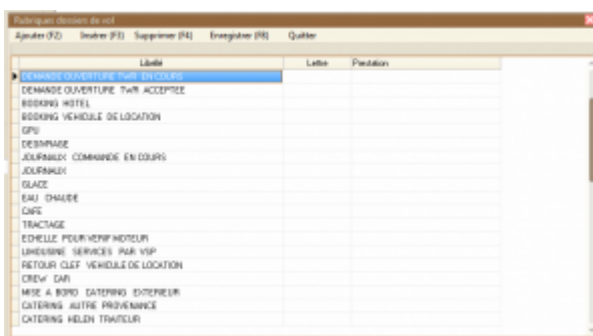 Rubriques dossiers de vol
Ajouter (F2) Insérer (F3) Supprimer (F4) Enregistrer (F8) Quitter
Libellé Lettre Prestation
DEMANDE OUVERTURE TWR EN COURS
DEMANDE OUVERTURE TWR ACCEPTEE
BOOKING HOTEL
BOOKING VEHICULE DE LOCATION
GPU
DEGIVRAGE
JOURNAUX COMMANDE EN COURS
JOURNAUX
GLACE
EAU CHAUDE
CAFE
TRACTAGE
ECHELLE POUR VERIF MOTEUR
LIMOUSINE SERVICES PAR VSP
RETOUR CLEF VEHICULE DE LOCATION
CREW CAR
MISE A BORD CATERING EXTERIEUR
CATERING AUTRE PROVENANCE
CATERING HELEN TRAITEUR